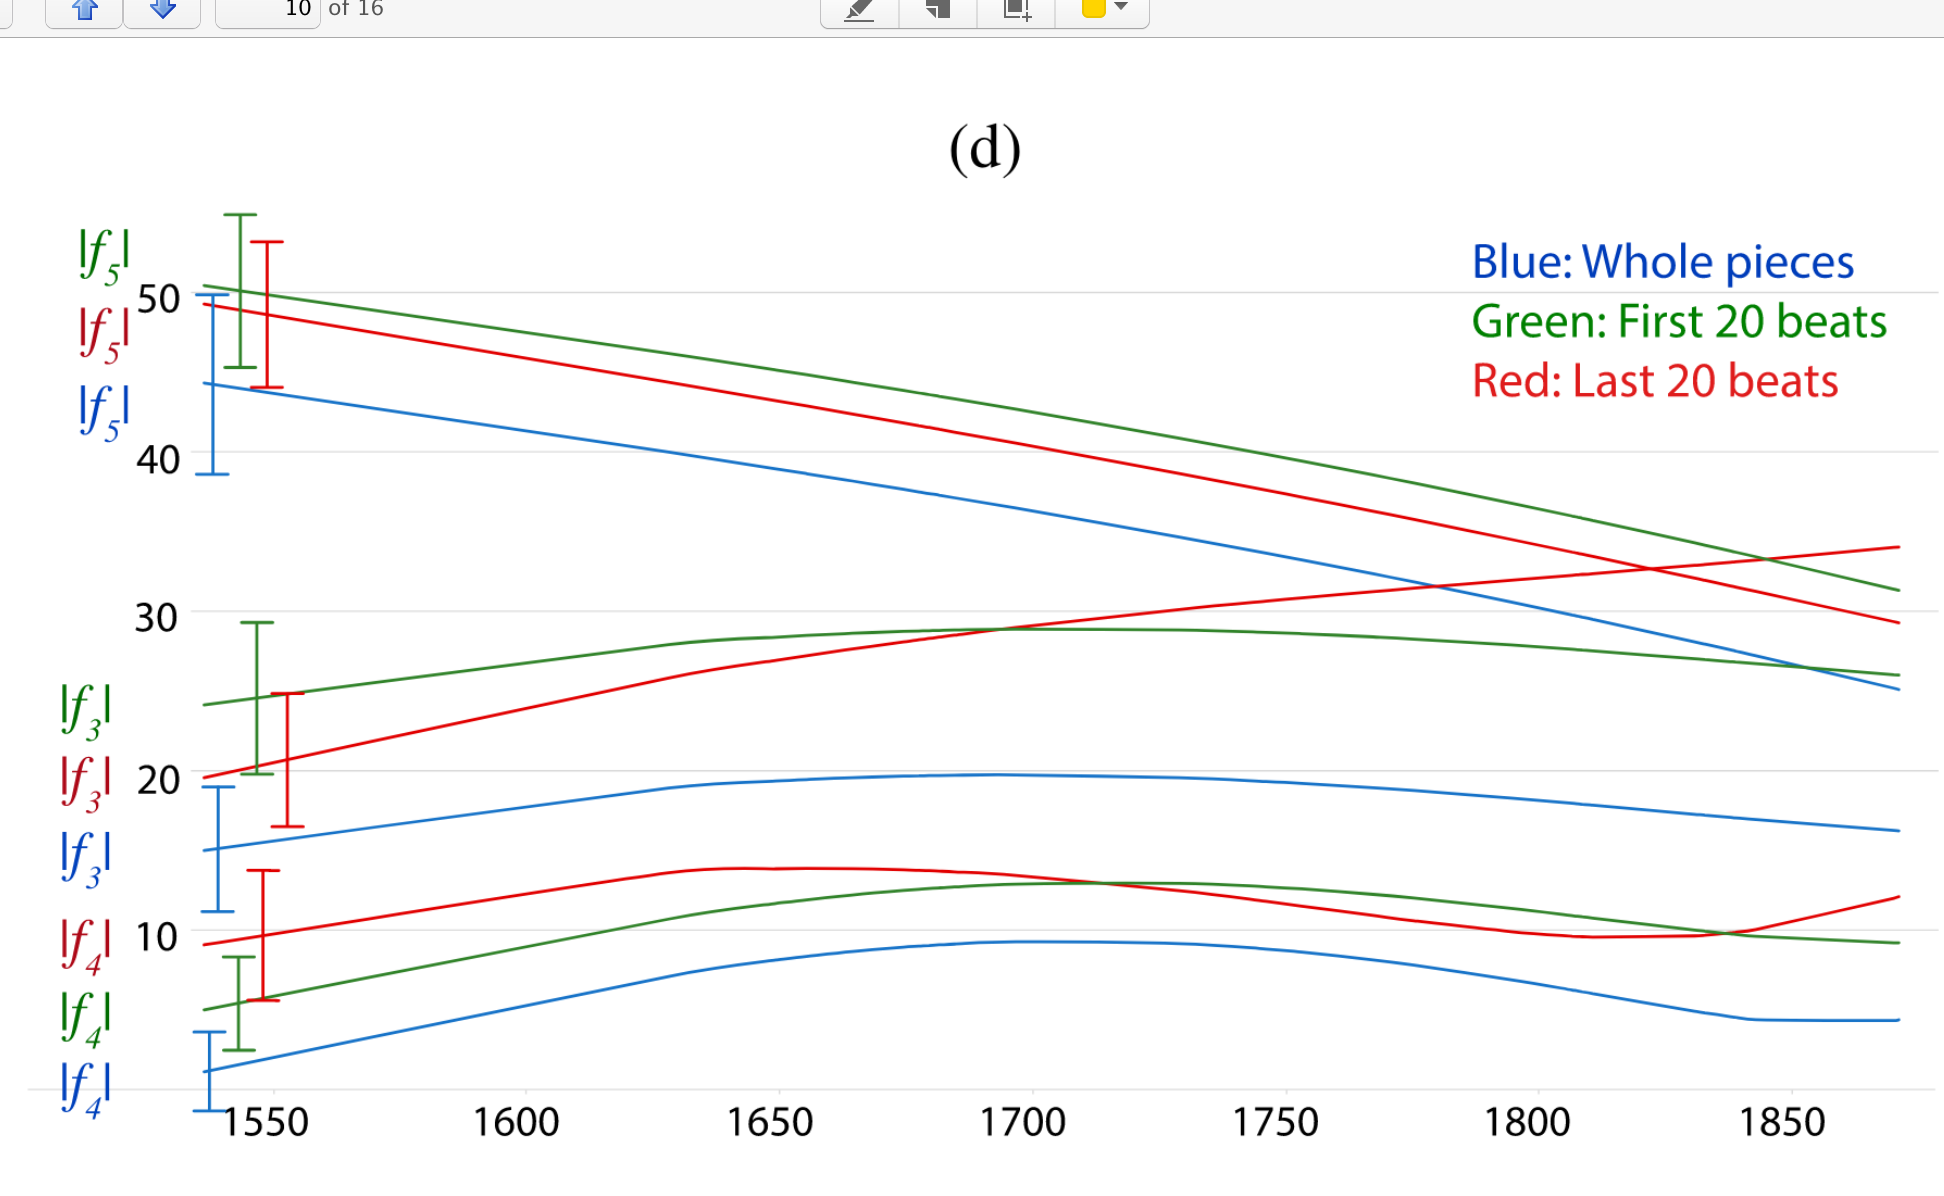 10 of 16
(d)
|f5|
50
|f5|
|f5|
40
Blue: Whole pieces
Green: First 20 beats
Red: Last 20 beats
30
|f3|
|f3|
20
|f3|
|f4|
10
|f4|
|f4|
1550 1600 1650 1700 1750 1800 1850